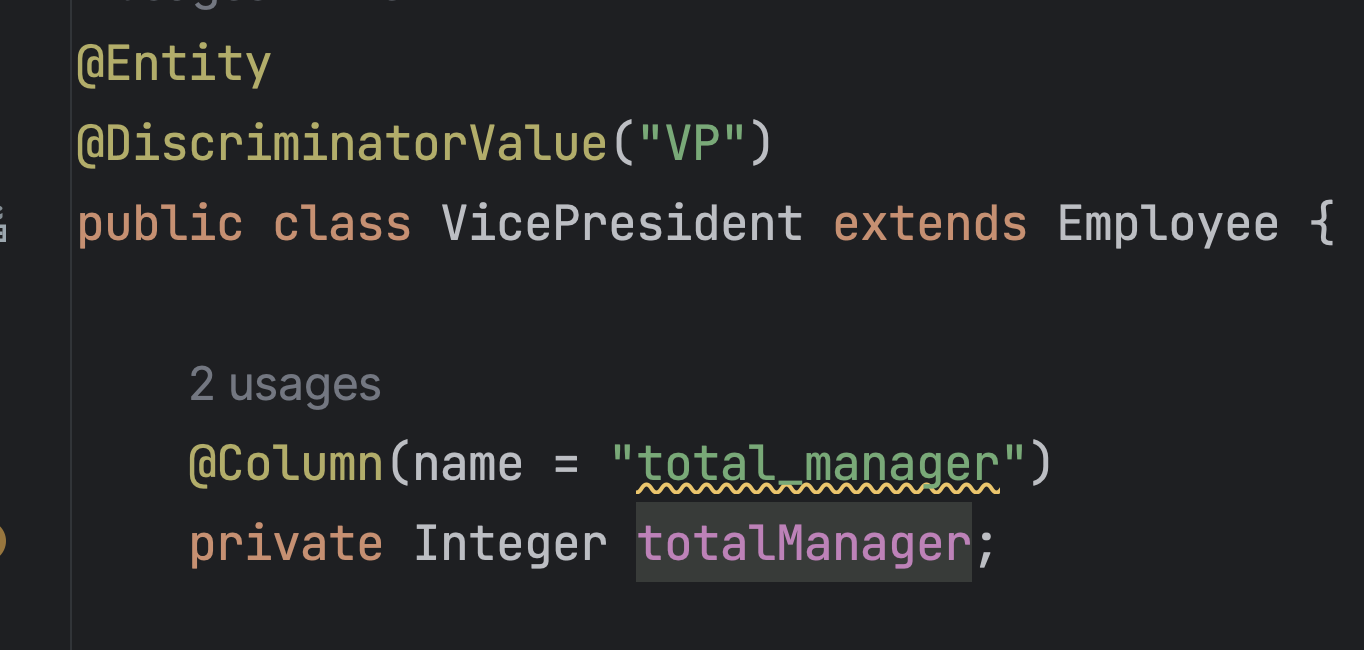 @Entity
@DiscriminatorValue("VP")
public class VicePresident extends Employee {
2 usages
@Column(name = "total_manager")
private Integer totalManager;